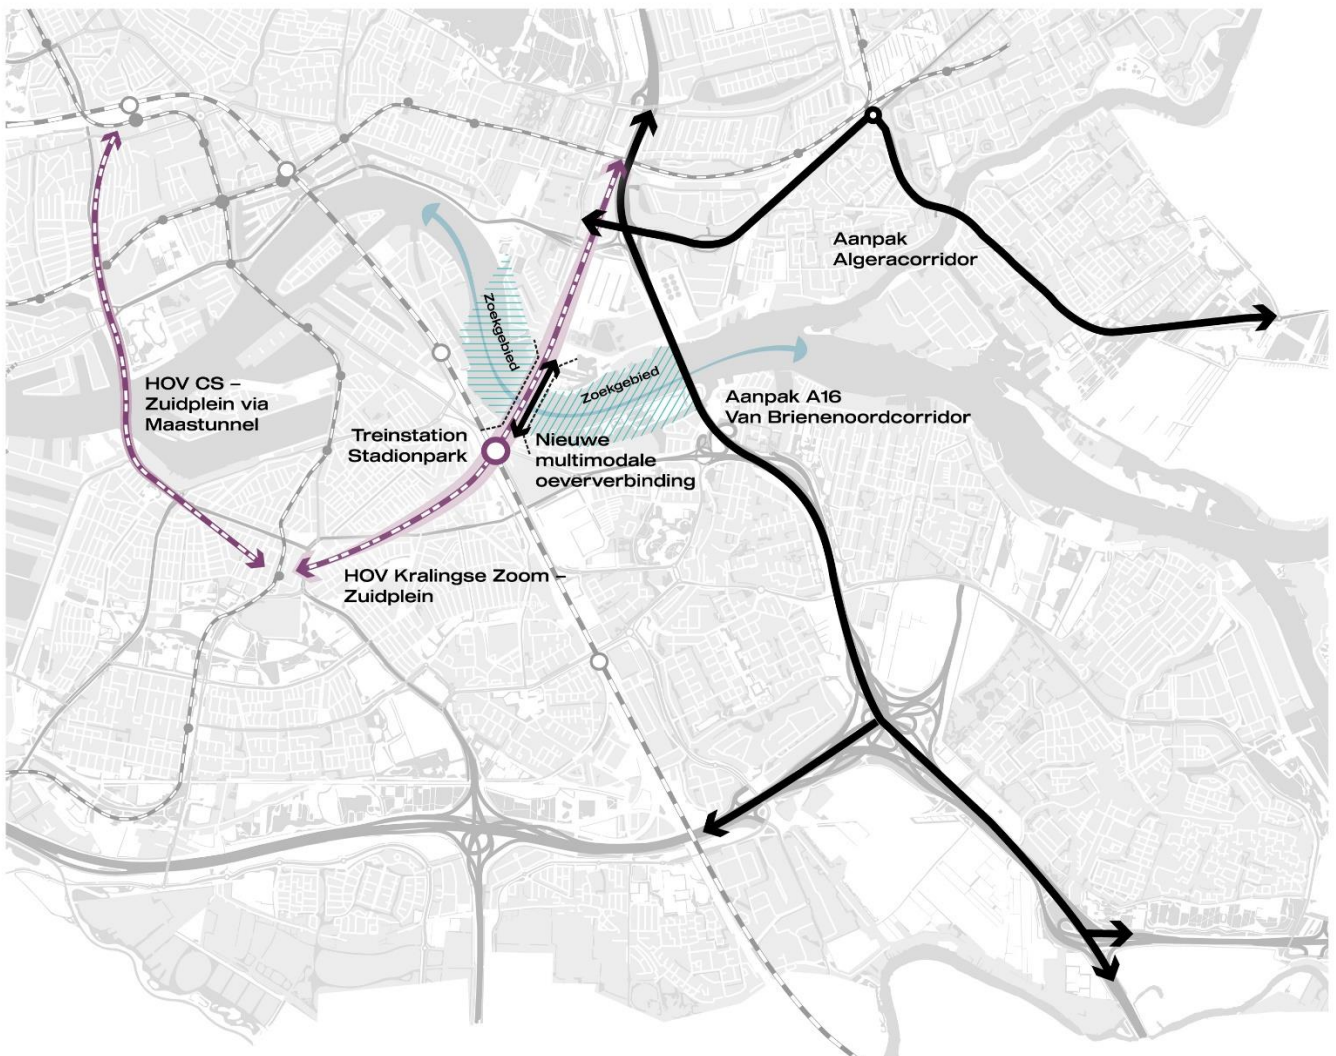 Aanpak
Algeracorridor
Zoekgebied
Zoekgebied
HOV CS –
Zuidplein via
Maastunnel
Aanpak A16
Van Brienenoordcorridor
Treinstation
Stadionpark
Nieuwe
multimodale
oeververbinding
HOV Kralingse Zoom –
Zuidplein